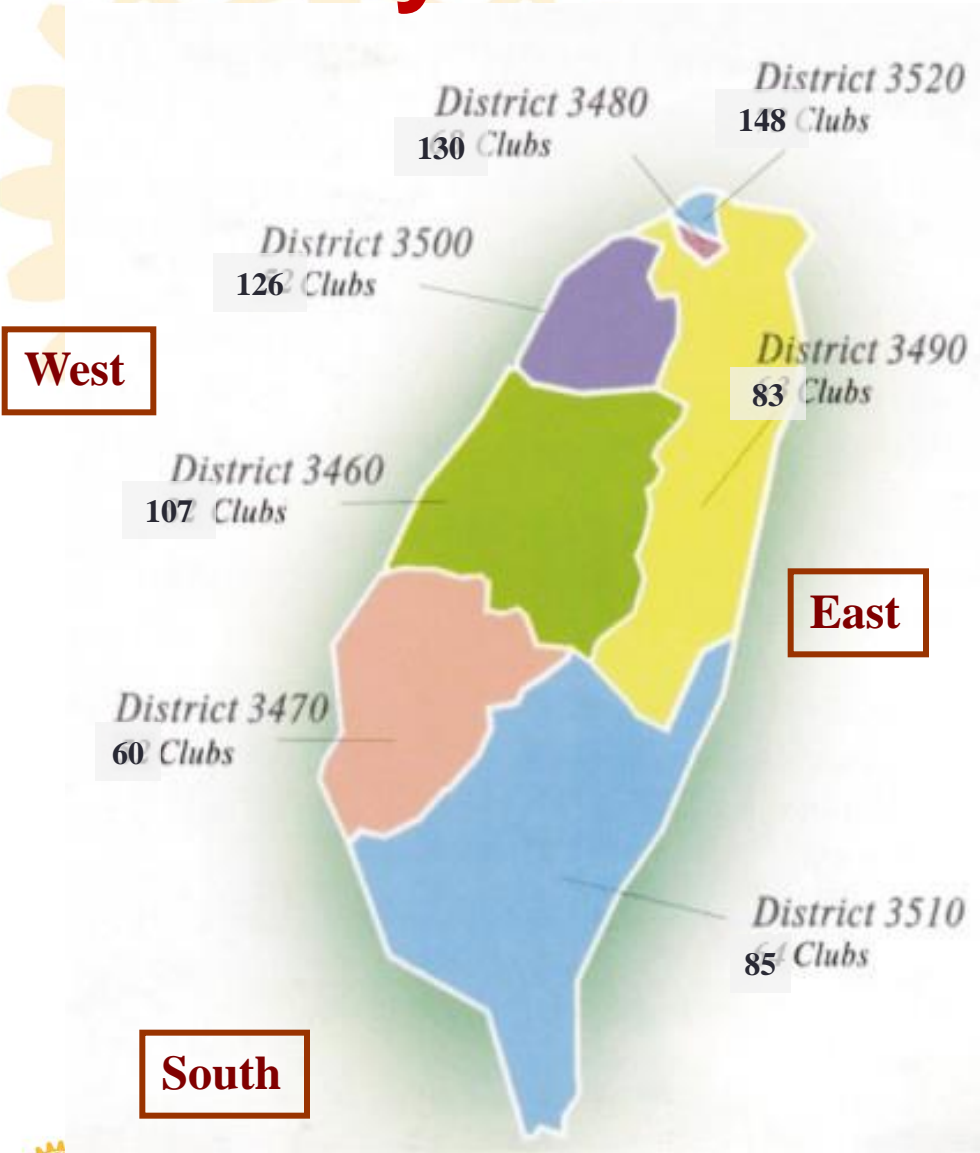 District 3520
148 Clubs
District 3480
130 Clubs
District 3500
126 Clubs
West
District 3490
83 Clubs
District 3460
107 Clubs
East
District 3470
60 Clubs
District 3510
85 Clubs
South